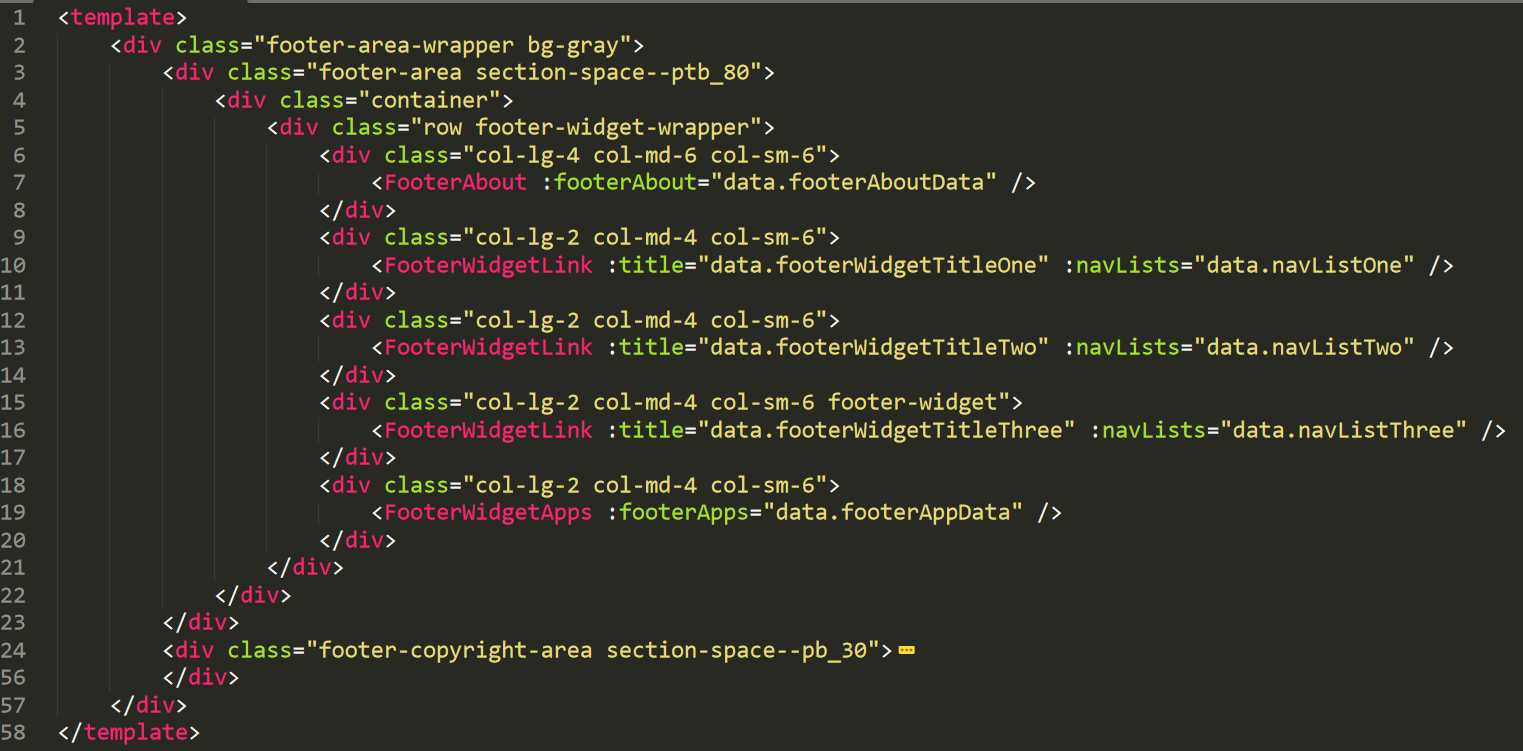 1 <template>
2 <div class="footer-area-wrapper bg-gray">
3 <div class="footer-area section-space--ptb_80">
4 <div class="container">
5 <div class="row footer-widget-wrapper">
6 <div class="col-lg-4 col-md-6 col-sm-6">
7 <FooterAbout :footerAbout="data.footerAboutData" />
8 </div>
9 <div class="col-lg-2 col-md-4 col-sm-6">
10 <FooterWidgetLink :title="data.footerWidgetTitleOne" :navLists="data.navListOne" />
11 </div>
12 <div class="col-lg-2 col-md-4 col-sm-6">
13 <FooterWidgetLink :title="data.footerWidgetTitleTwo" :navLists="data.navListTwo" />
14 </div>
15 <div class="col-lg-2 col-md-4 col-sm-6 footer-widget">
16 <FooterWidgetLink :title="data.footerWidgetTitleThree" :navLists="data.navListThree" />
17 </div>
18 <div class="col-lg-2 col-md-4 col-sm-6">
19 <FooterWidgetApps :footerApps="data.footerAppData" />
20 </div>
21 </div>
22 </div>
23 </div>
24 <div class="footer-copyright-area section-space--pb_30">
56 </div>
57 </div>
58 </template>